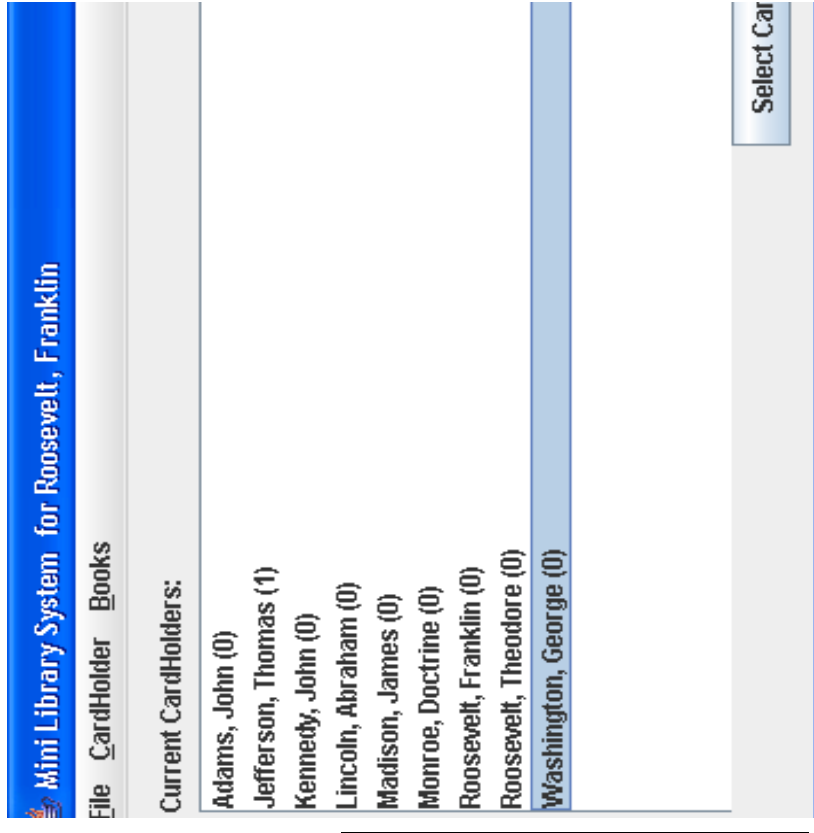 Mini Library System for Roosevelt, Franklin
File CardHolder Books
Current CardHolders:
Adams, John (0)
Jefferson, Thomas (1)
Kennedy, John (0)
Lincoln, Abraham (0)
Madison, James (0)
Monroe, Doctrine (0)
Roosevelt, Franklin (0)
Roosevelt, Theodore (0)
Washington, George (0)
Select Car